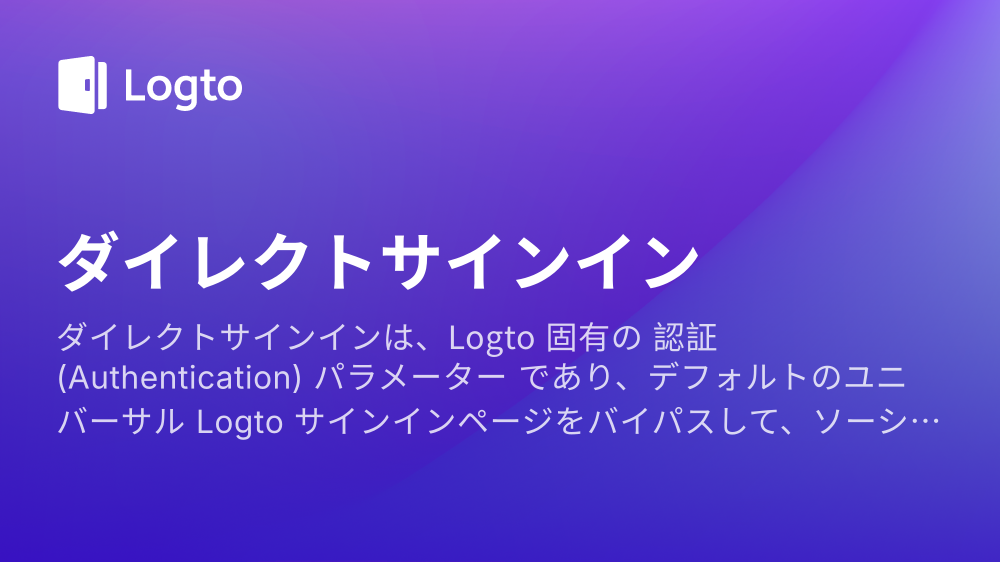 Logto
ダイレクトサインイン
ダイレクトサインインは、Logto 固有の 認証
(Authentication) パラメーター であり、デフォルトのユニ
バーサル Logto サインインページをバイパスして、ソーシ…